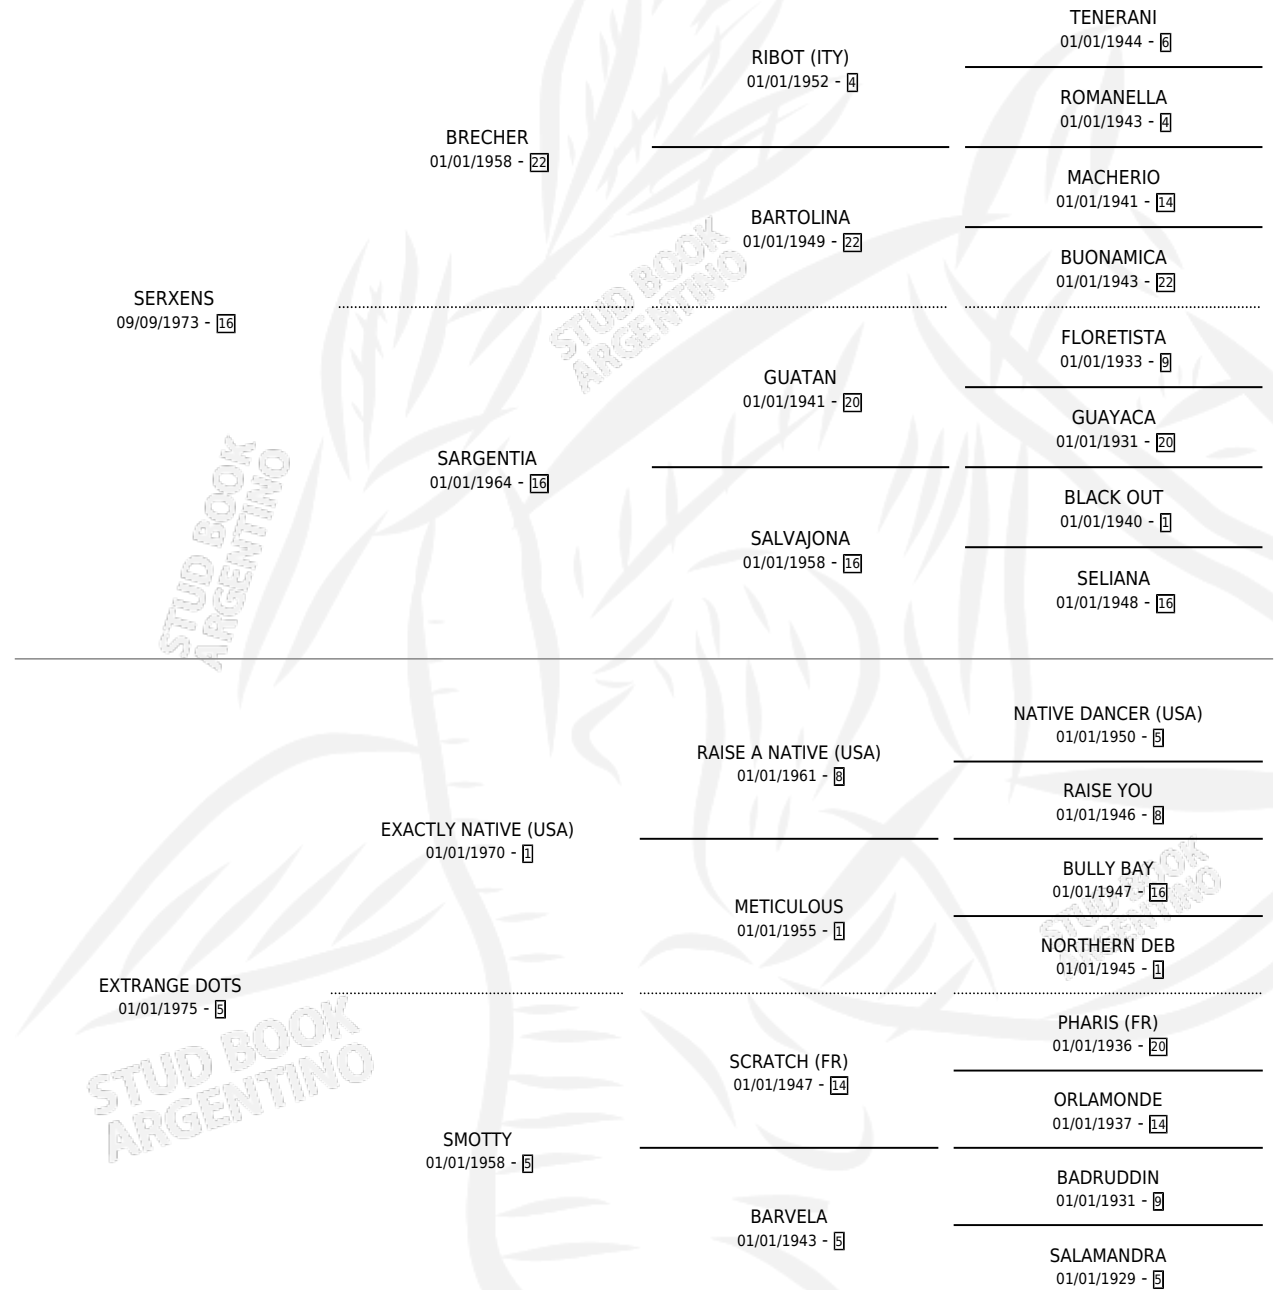 TENERANI
01/01/1944 - 6
RIBOT (ITY)
01/01/1952 - 4
ROMANELLA
01/01/1943 - 4
BRECHER
01/01/1958 - 22
MACHERIO
01/01/1941 - 14
BARTOLINA
01/01/1949 - 22
BUONAMICA
01/01/1943 - 22
SERXENS
09/09/1973 - 16
FLORETISTA
01/01/1933 - 9
GUATAN
01/01/1941 - 20
GUAYACA
01/01/1931 - 20
SARGENTIA
01/01/1964 - 16
BLACK OUT
01/01/1940 - 1
SALVAJONA
01/01/1958 - 16
SELIANA
01/01/1948 - 16
STUD BOOK
ARGENTINO
STUD BOOK
ARGENTINO
NATIVE DANCER (USA)
01/01/1950 - 5
RAISE A NATIVE (USA)
01/01/1961 - 8
RAISE YOU
01/01/1946 - 8
EXACTLY NATIVE (USA)
01/01/1970 - 1
BULLY BAY
01/01/1947 - 16
METICULOUS
01/01/1955 - 1
NORTHERN DEB
01/01/1945 - 1
EXTRANGE DOTS
01/01/1975 - 5
PHARIS (FR)
01/01/1936 - 20
SCRATCH (FR)
01/01/1947 - 14
ORLAMONDE
01/01/1937 - 14
SMOTTY
01/01/1958 - 5
BADRUDDIN
01/01/1931 - 9
BARVELA
01/01/1943 - 5
SALAMANDRA
01/01/1929 - 5
STUD BOOK
ARGENTINO
STUD BOOK
ARGENTINO